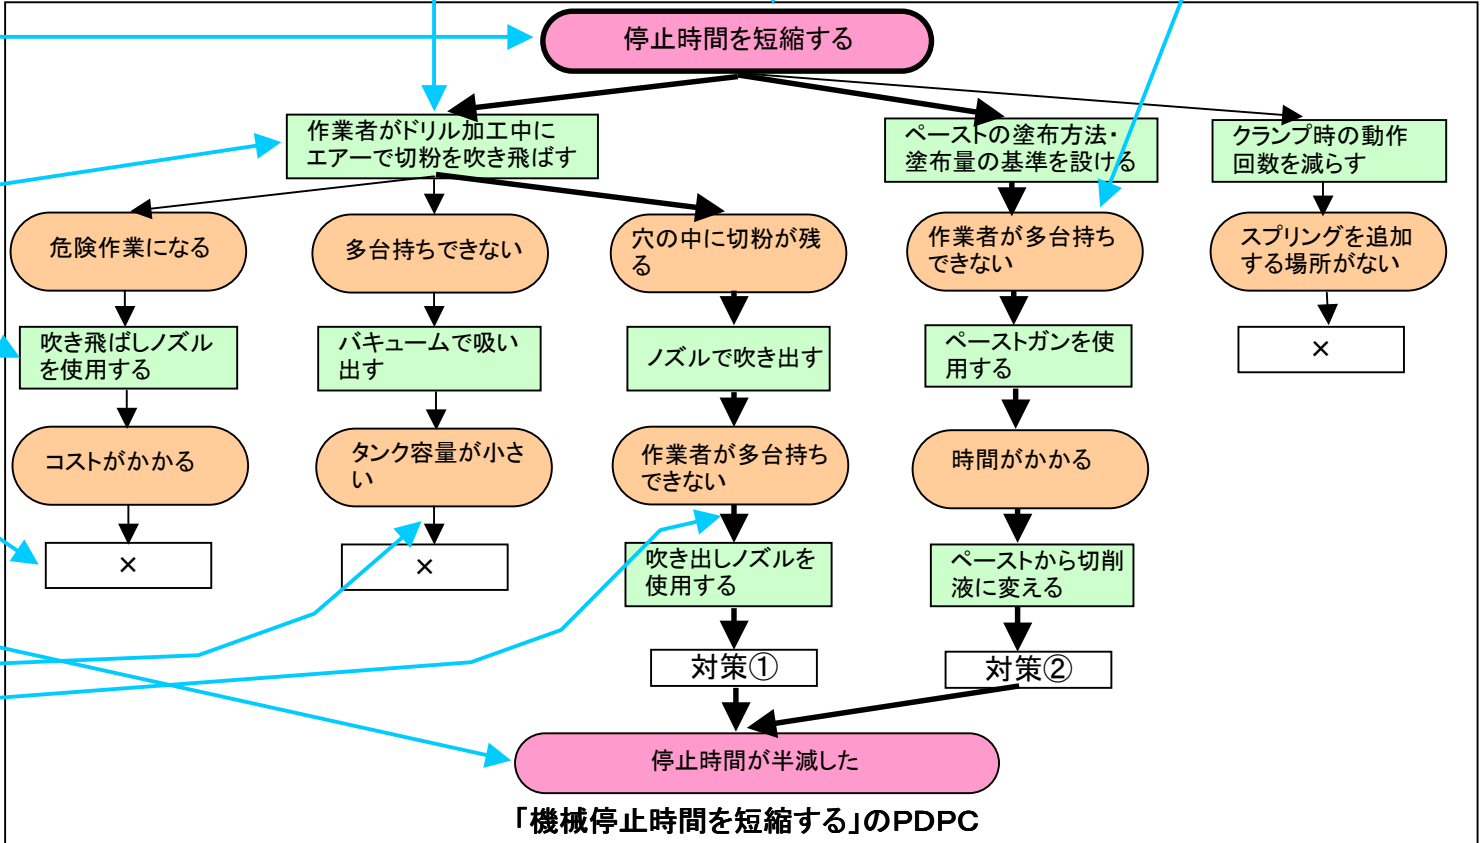 停止時間を短縮する
作業者がドリル加工中に
エアーで切粉を吹き飛ばす
ペーストの塗布方法・
塗布量の基準を設ける
クランプ時の動作
回数を減らす
危険作業になる
多台持ちできない
穴の中に切粉が残
る
作業者が多台持ち
できない
スプリングを追加
する場所がない
吹き飛ばしノズル
を使用する
バキュームで吸い
出す
ノズルで吹き出す
ペーストガンを使
用する
×
コストがかかる
タンク容量が小さ
い
作業者が多台持ち
できない
時間がかかる
×
×
吹き出しノズルを
使用する
ペーストから切削
液に変える
対策①
対策②
停止時間が半減した
「機械停止時間を短縮する」のPDPC